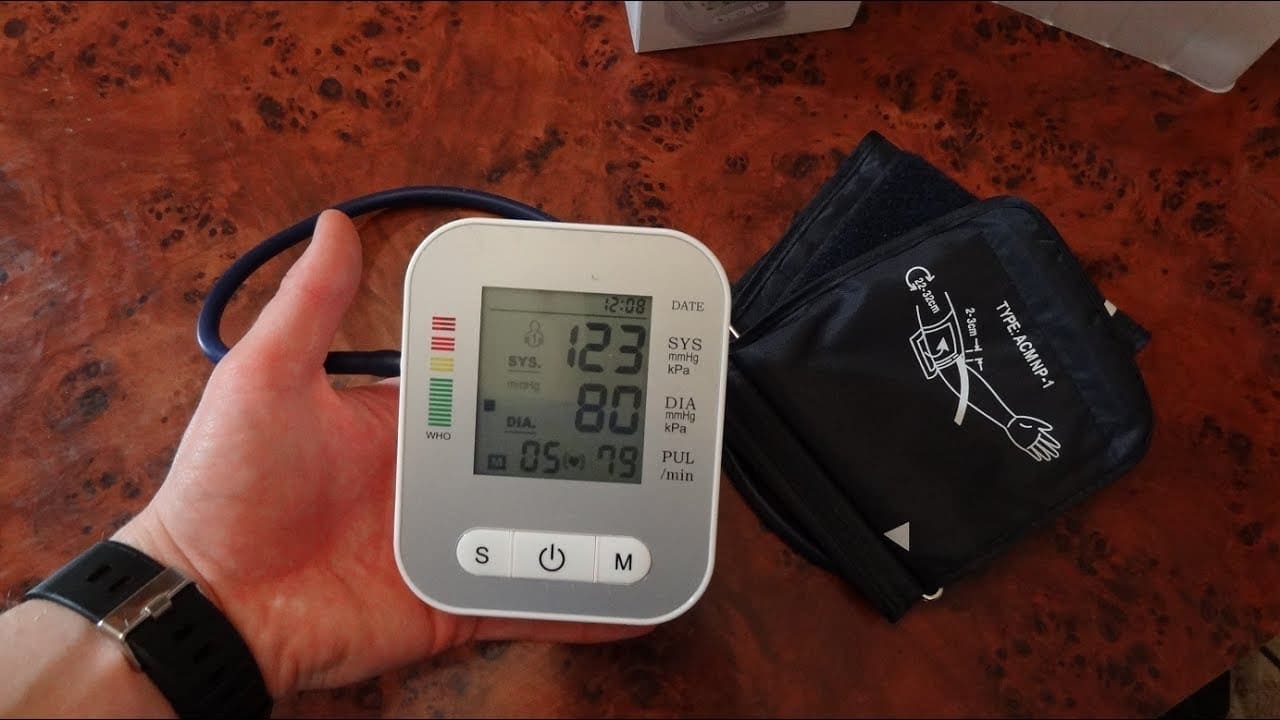 12:08
DATE
SYS.
123
SYS
mmHg
kPa
mmHg
DIA.
80
DIA
mmHg
kPa
M 05 79
PUL
/min
WHO
S M
22-32cm
2-3cm
TYPE:ACMNP-1